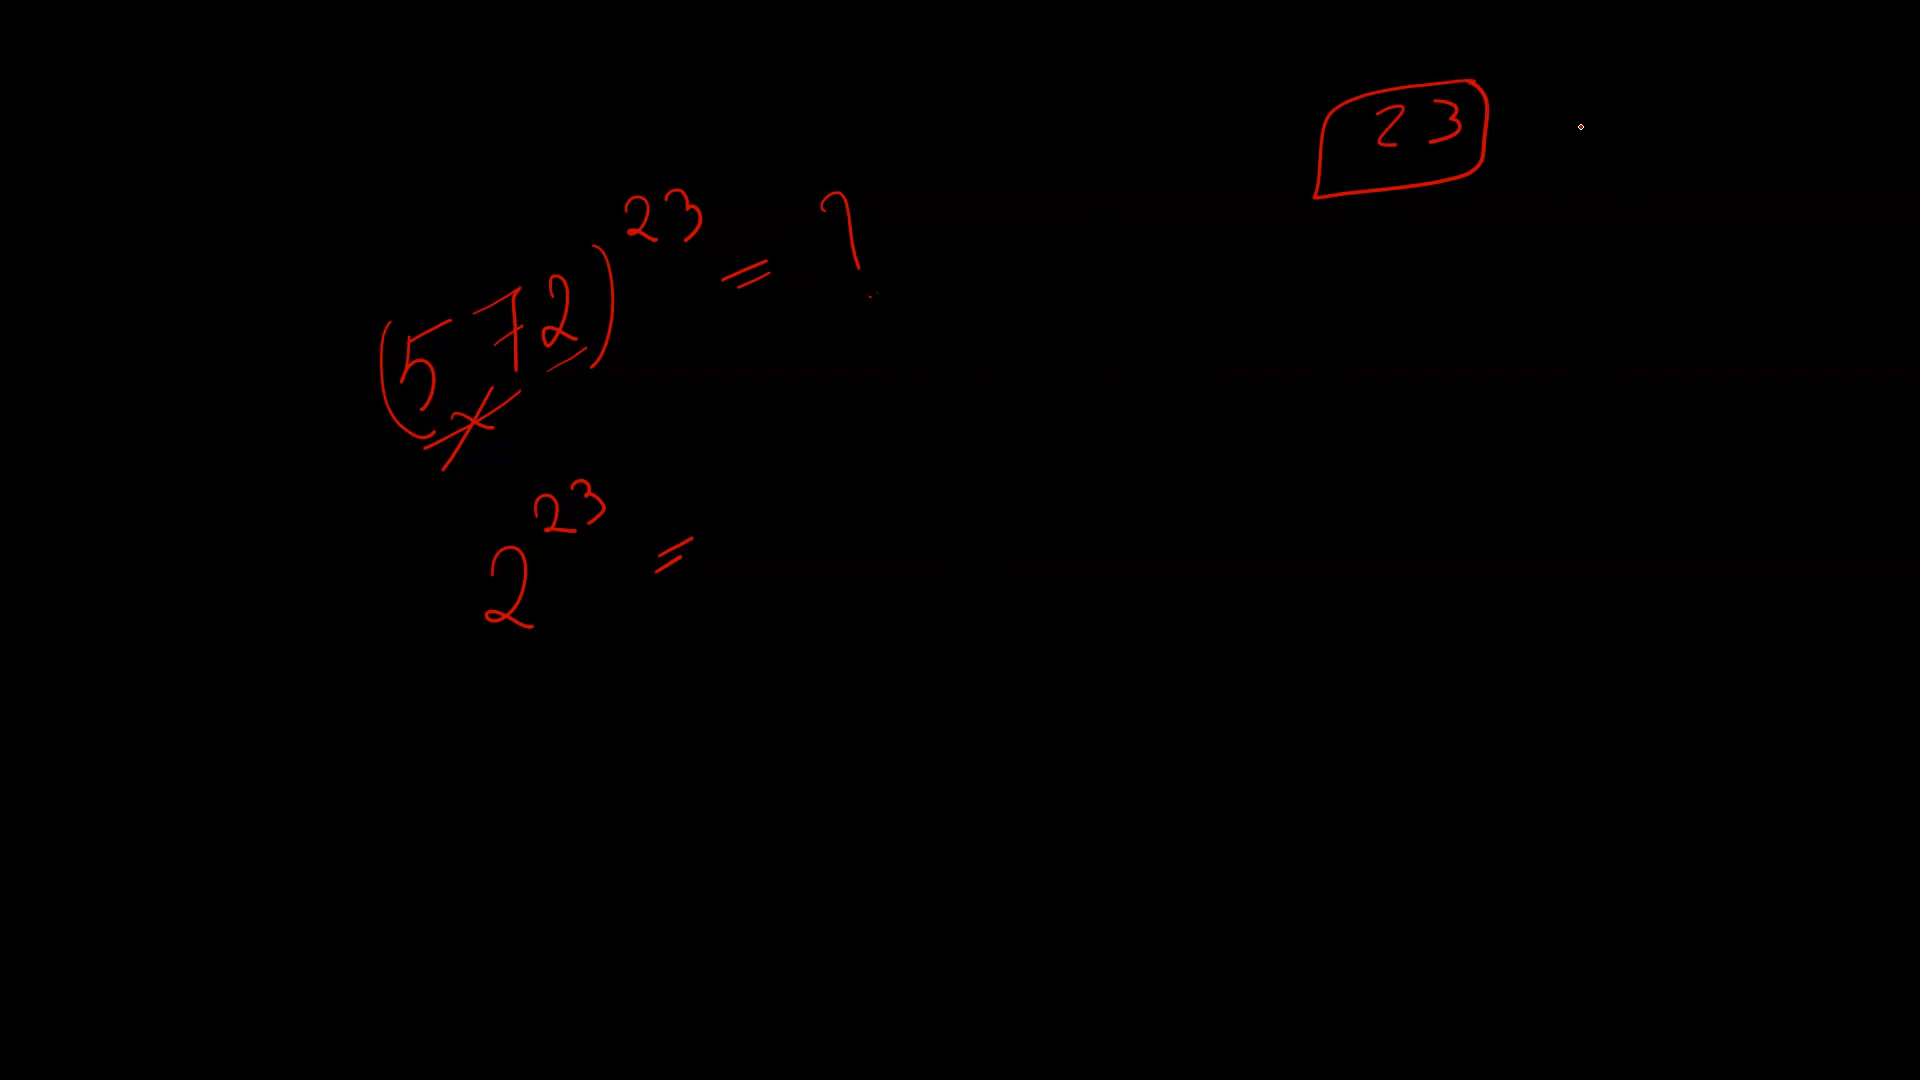 23
(572)^23 = ?
2^23 =